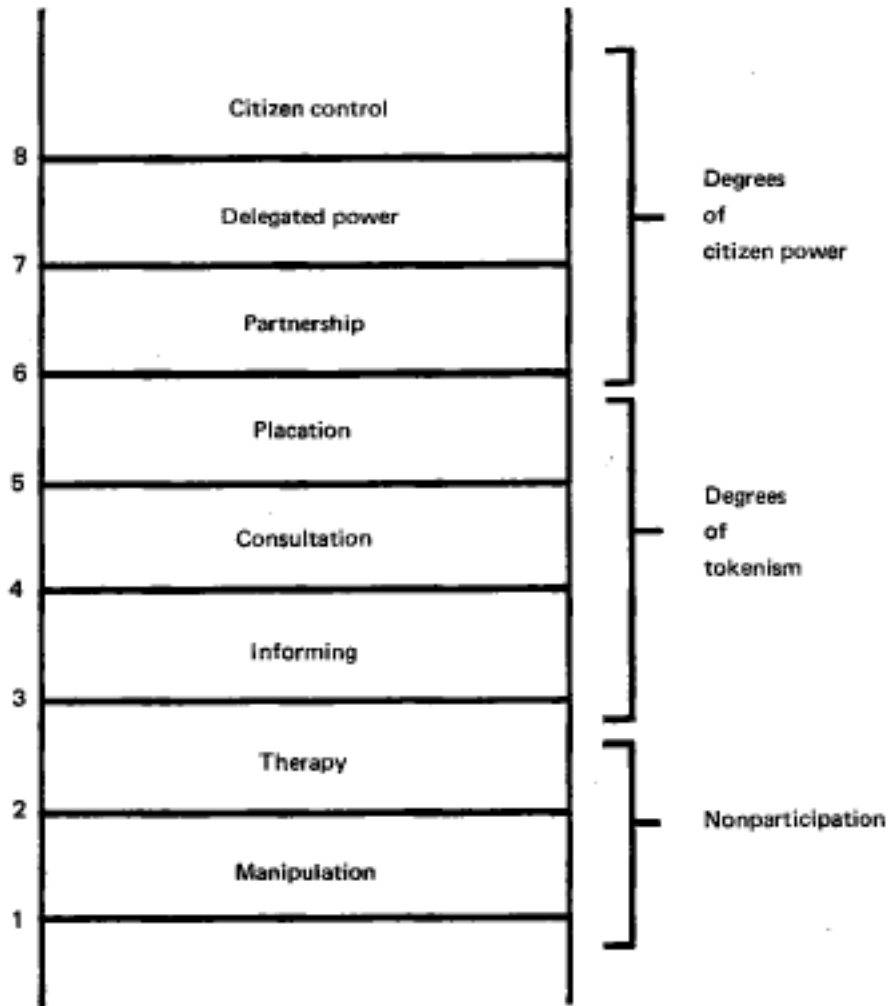 Citizen control
8
Delegated power
7
Partnership
6
Placation
5
Consultation
4
Informing
3
Therapy
2
Manipulation
1
Degrees
of
citizen power
Degrees
of
tokenism
Nonparticipation